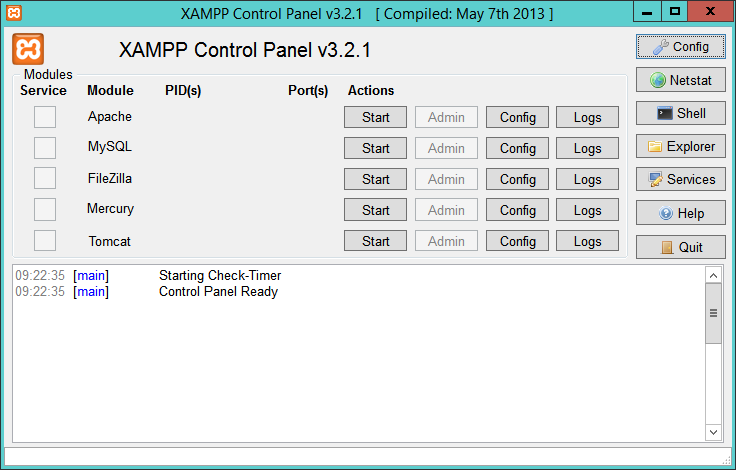 XAMPP Control Panel v3.2.1 [ Compiled: May 7th 2013 ]
XAMPP Control Panel v3.2.1
Config
Modules
Service Module PID(s) Port(s) Actions
Netstat
Apache Start Admin Config Logs
Shell
MySQL Start Admin Config Logs
Explorer
FileZilla Start Admin Config Logs
Services
Mercury Start Admin Config Logs
Help
Tomcat Start Admin Config Logs
Quit
09:22:35 [main] Starting Check-Timer
09:22:35 [main] Control Panel Ready